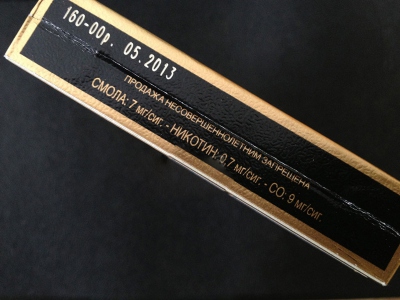 160-00р. 05.2013
ПРОДАЖА НЕСОВЕРШЕННОЛЕТНИМ ЗАПРЕЩЕНА
СМОЛА: 7 мг/сиг. - НИКОТИН: 0,7 мг/сиг. - СО: 9 мг/сиг.